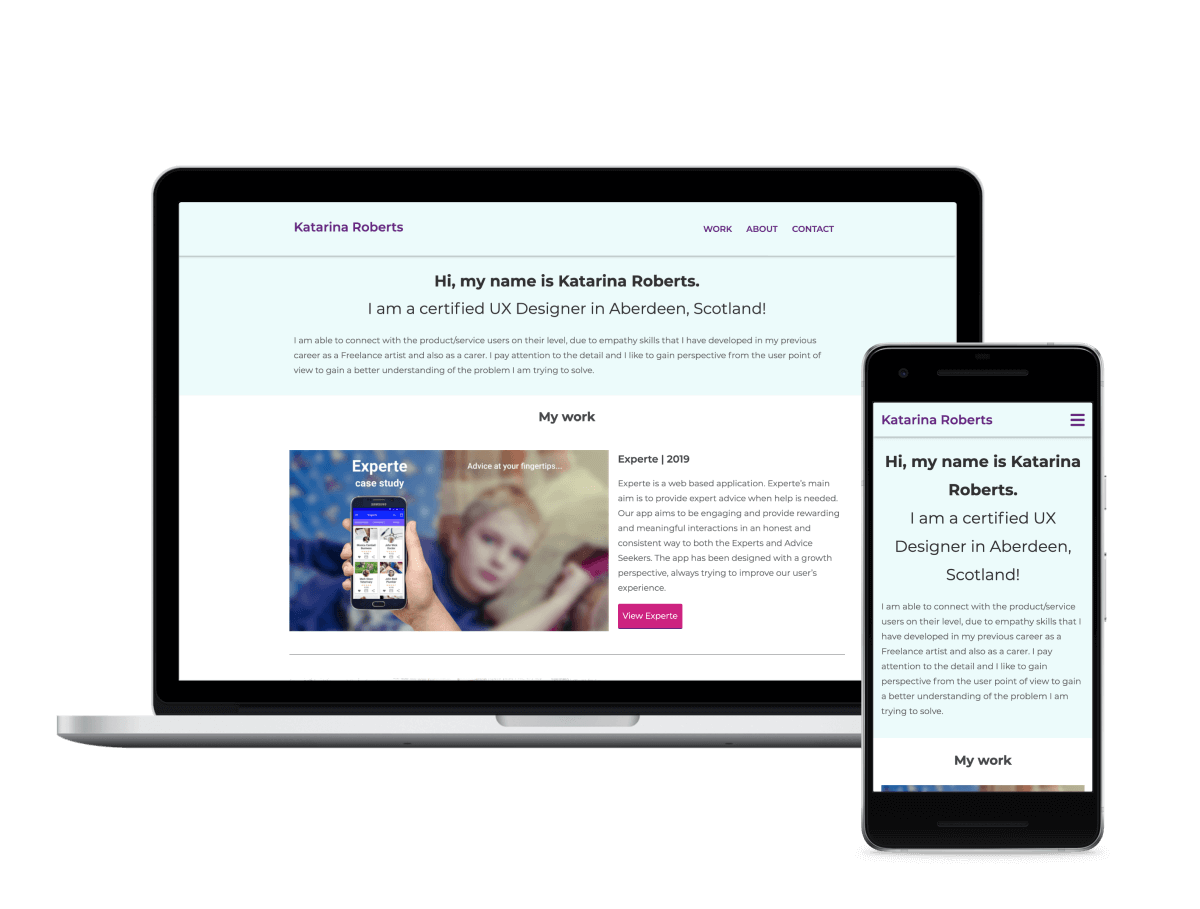 Katarina Roberts
WORK ABOUT CONTACT
Hi, my name is Katarina Roberts.
I am a certified UX Designer in Aberdeen, Scotland!
I am able to connect with the product/service users on their level, due to empathy skills that I have developed in my previous
career as a Freelance artist and also as a carer. I pay attention to the detail and I like to gain perspective from the user point of
view to gain a better understanding of the problem I am trying to solve.
My work
Experte
case study
Advice at your fingertips...
SAMSUNG
Experte | 2019
Experte is a web based application. Experte's main
aim is to provide expert advice when help is needed.
Our app aims to be engaging and provide rewarding
and meaningful interactions in an honest and
consistent way to both the Experts and Advice
Seekers. The app has been designed with a growth
perspective, always trying to improve our user's
experience.
View Experte
Katarina Roberts
Hi, my name is Katarina
Roberts.
I am a certified UX
Designer in Aberdeen,
Scotland!
I am able to connect with the product/service
users on their level, due to empathy skills that I
have developed in my previous career as a
Freelance artist and also as a carer. I pay
attention to the detail and I like to gain
perspective from the user point of view to gain
a better understanding of the problem I am
trying to solve.
My work